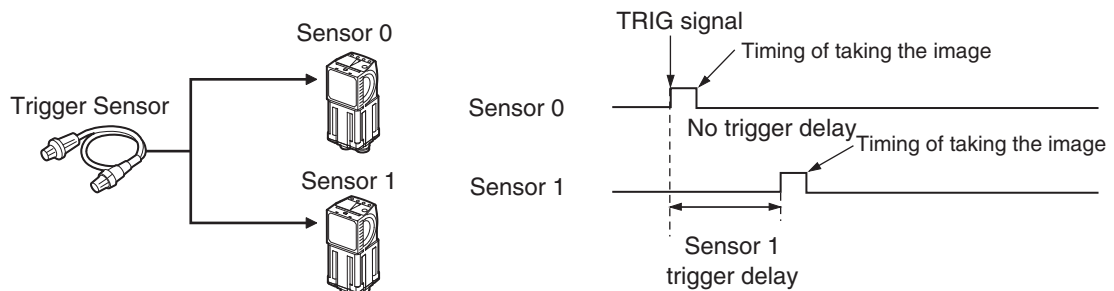 Sensor 0
Trigger Sensor
Sensor 1
TRIG signal
Timing of taking the image
Sensor 0
No trigger delay
Timing of taking the image
Sensor 1
Sensor 1
trigger delay